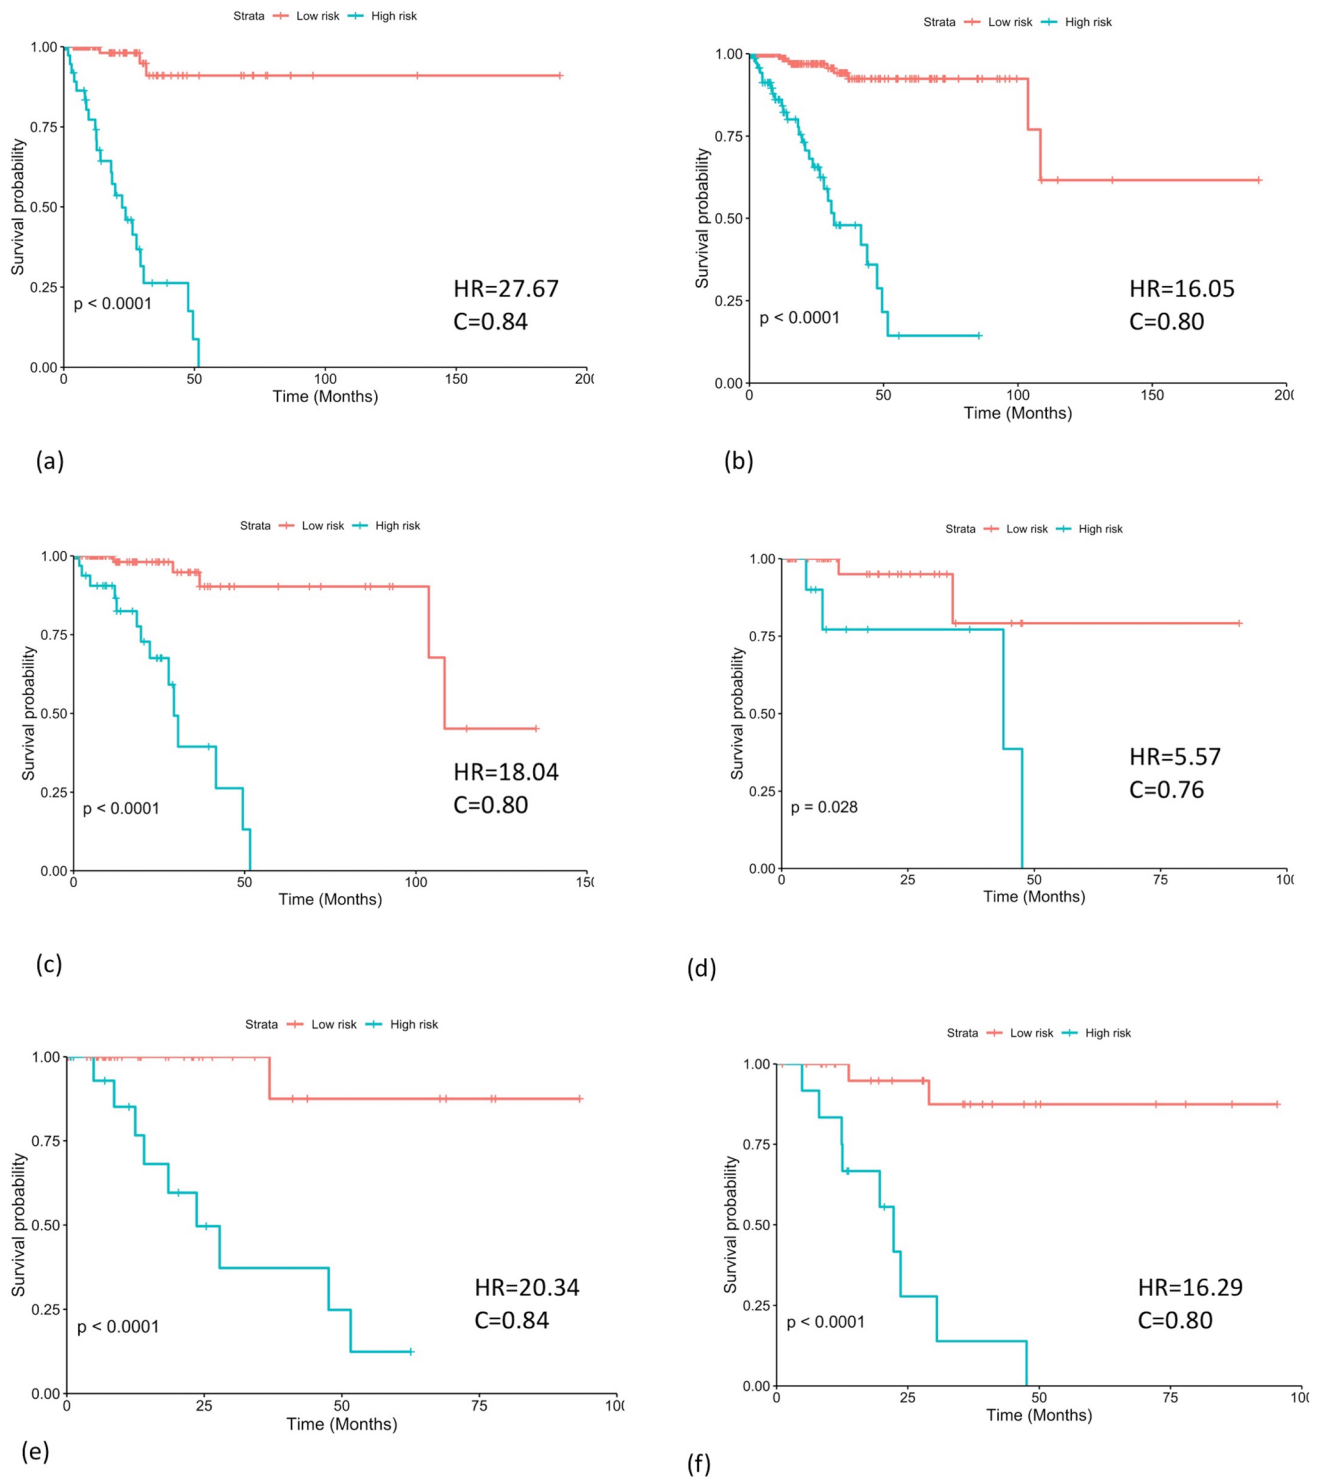 Strata Low risk High risk
Survival probability
1.00
0.75
0.50
0.25
0.00
p < 0.0001
HR=27.67
C=0.84
0 50 100 150 200
Time (Months)
(a)
Strata Low risk High risk
Survival probability
1.00
0.75
0.50
0.25
0.00
p < 0.0001
HR=16.05
C=0.80
0 50 100 150 200
Time (Months)
(b)
Strata Low risk High risk
Survival probability
1.00
0.75
0.50
0.25
0.00
p < 0.0001
HR=18.04
C=0.80
0 50 100 150
Time (Months)
(c)
Strata Low risk High risk
Survival probability
1.00
0.75
0.50
0.25
0.00
p = 0.028
HR=5.57
C=0.76
0 25 50 75 100
Time (Months)
(d)
Strata Low risk High risk
Survival probability
1.00
0.75
0.50
0.25
0.00
p < 0.0001
HR=20.34
C=0.84
0 25 50 75 100
Time (Months)
(e)
Strata Low risk High risk
Survival probability
1.00
0.75
0.50
0.25
0.00
p < 0.0001
HR=16.29
C=0.80
0 25 50 75 100
Time (Months)
(f)